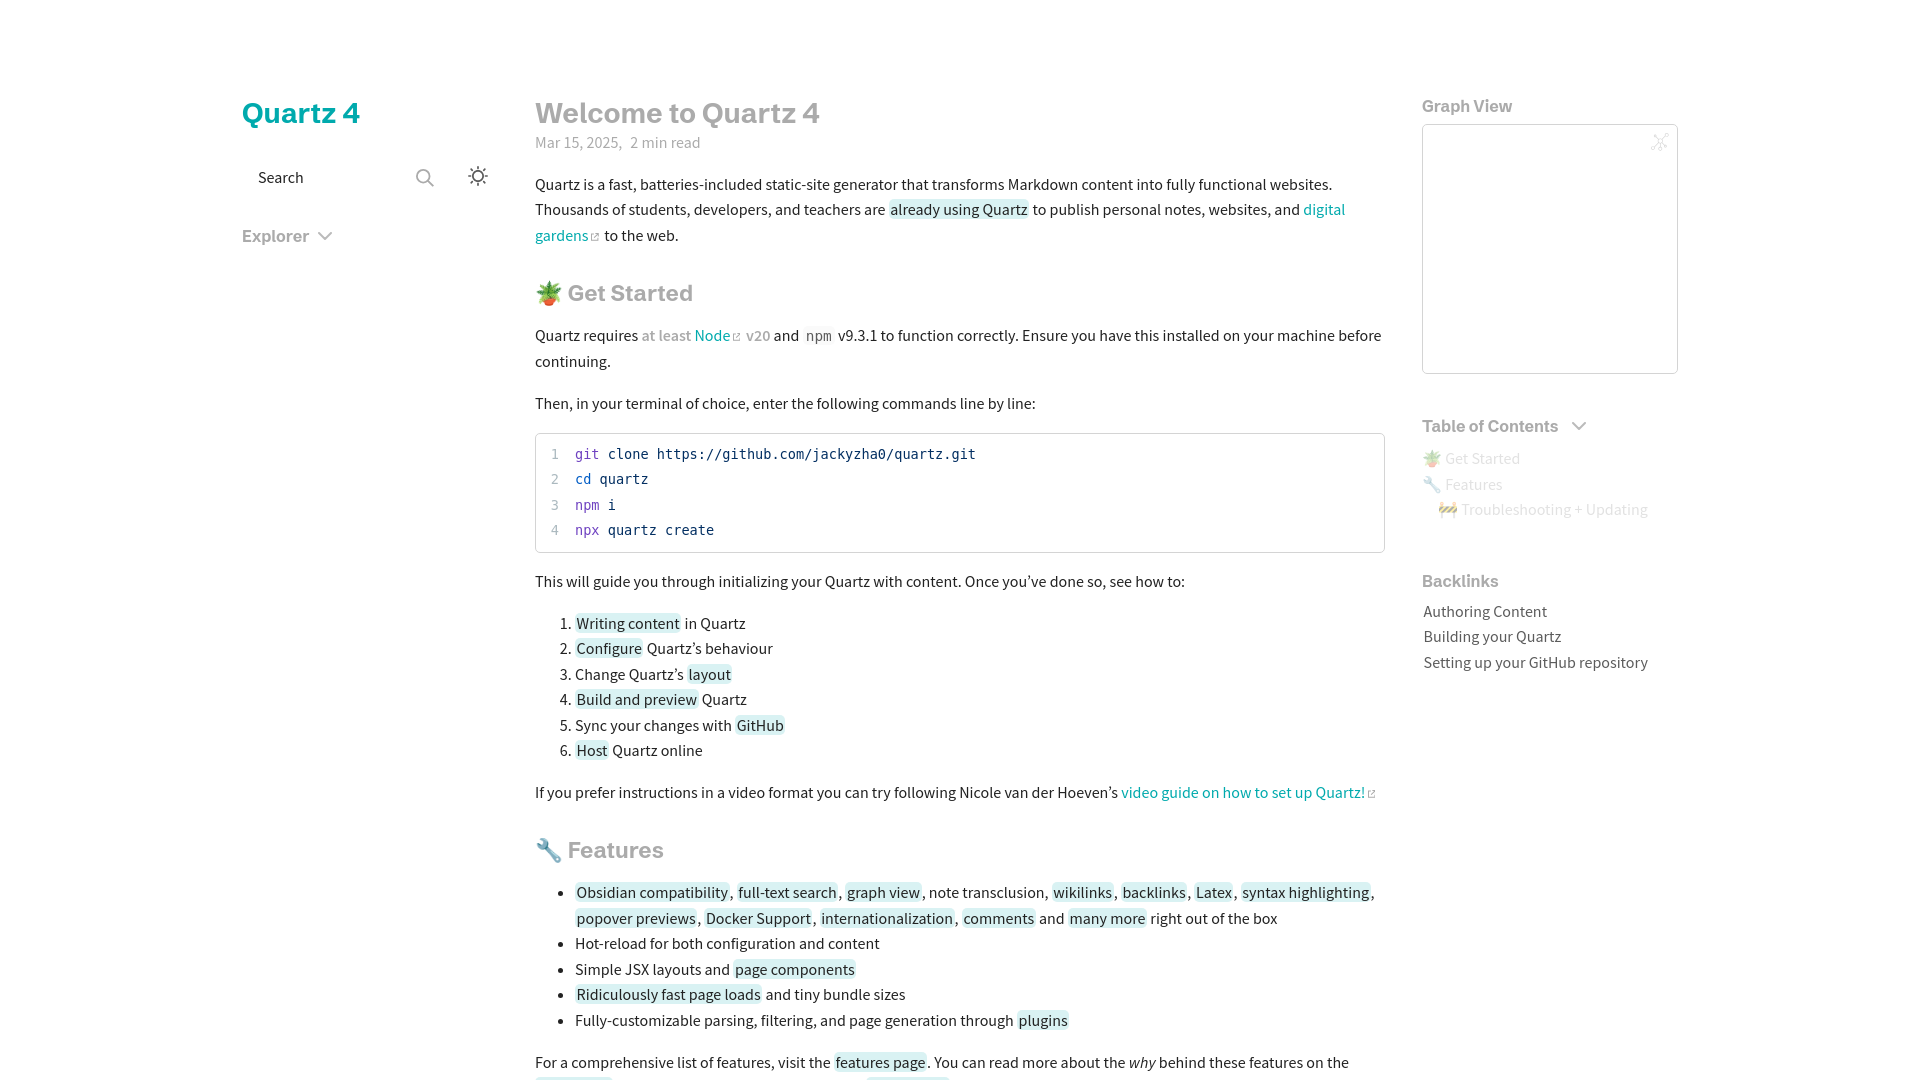 Quartz 4
Search
Explorer
Welcome to Quartz 4
Mar 15, 2025, 2 min read
Quartz is a fast, batteries-included static-site generator that transforms Markdown content into fully functional websites.
Thousands of students, developers, and teachers are already using Quartz to publish personal notes, websites, and digital
gardens to the web.
🪴 Get Started
Quartz requires at least Node v20 and npm v9.3.1 to function correctly. Ensure you have this installed on your machine before
continuing.
Then, in your terminal of choice, enter the following commands line by line:
1 git clone https://github.com/jackyzha0/quartz.git
2 cd quartz
3 npm i
4 npx quartz create
This will guide you through initializing your Quartz with content. Once you’ve done so, see how to:
1. Writing content in Quartz
2. Configure Quartz’s behaviour
3. Change Quartz’s layout
4. Build and preview Quartz
5. Sync your changes with GitHub
6. Host Quartz online
If you prefer instructions in a video format you can try following Nicole van der Hoeven’s video guide on how to set up Quartz!
🔧 Features
• Obsidian compatibility, full-text search, graph view, note transclusion, wikilinks, backlinks, Latex, syntax highlighting,
popover previews, Docker Support, internationalization, comments and many more right out of the box
• Hot-reload for both configuration and content
• Simple JSX layouts and page components
• Ridiculously fast page loads and tiny bundle sizes
• Fully-customizable parsing, filtering, and page generation through plugins
For a comprehensive list of features, visit the features page. You can read more about the why behind these features on the
Graph View
Table of Contents
🪴 Get Started
🔧 Features
🚧 Troubleshooting + Updating
Backlinks
Authoring Content
Building your Quartz
Setting up your GitHub repository